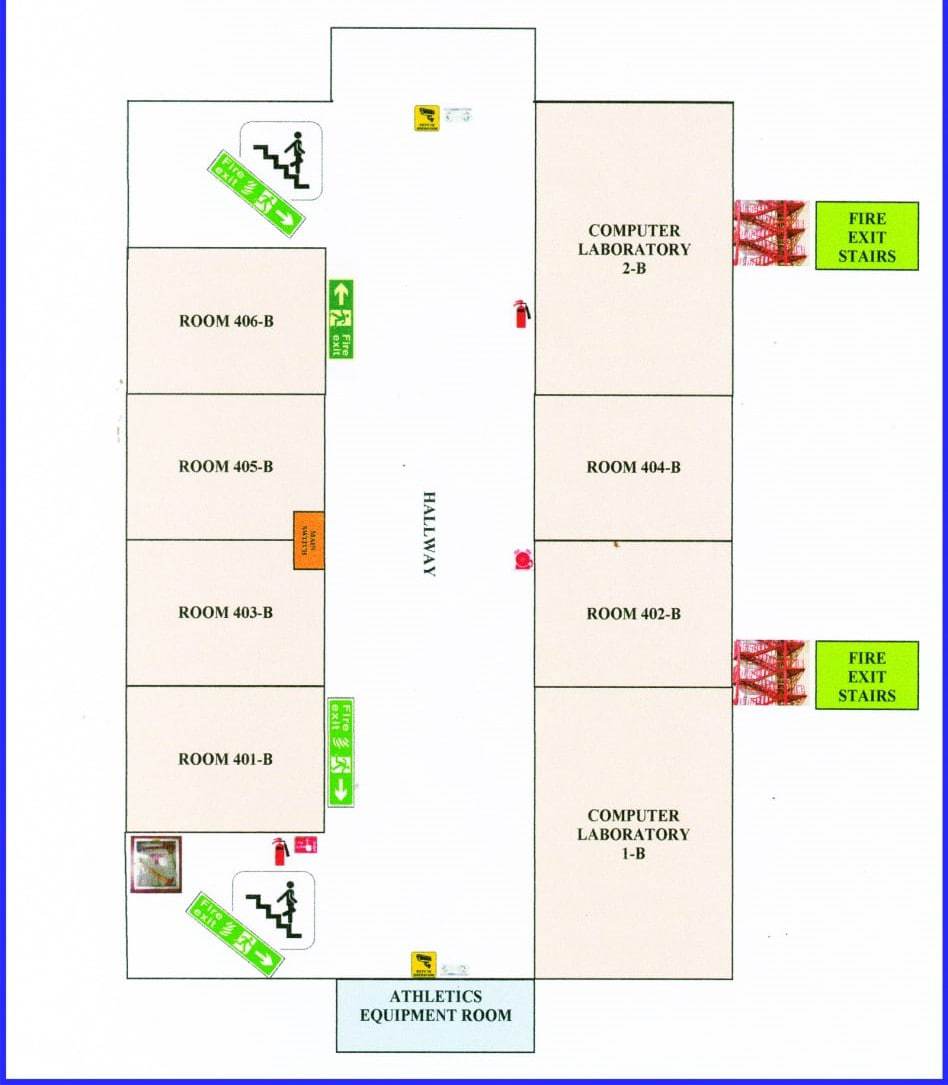 Fire
exit
COMPUTER
LABORATORY
2-B
FIRE
EXIT
STAIRS
ROOM 406-B
Fire
exit
ROOM 405-B
ROOM 404-B
HALLWAY
MAIN
SWITCH
ROOM 403-B
ROOM 402-B
FIRE
EXIT
STAIRS
Fire
exit
ROOM 401-B
COMPUTER
LABORATORY
1-B
Fire
exit
ATHLETICS
EQUIPMENT ROOM